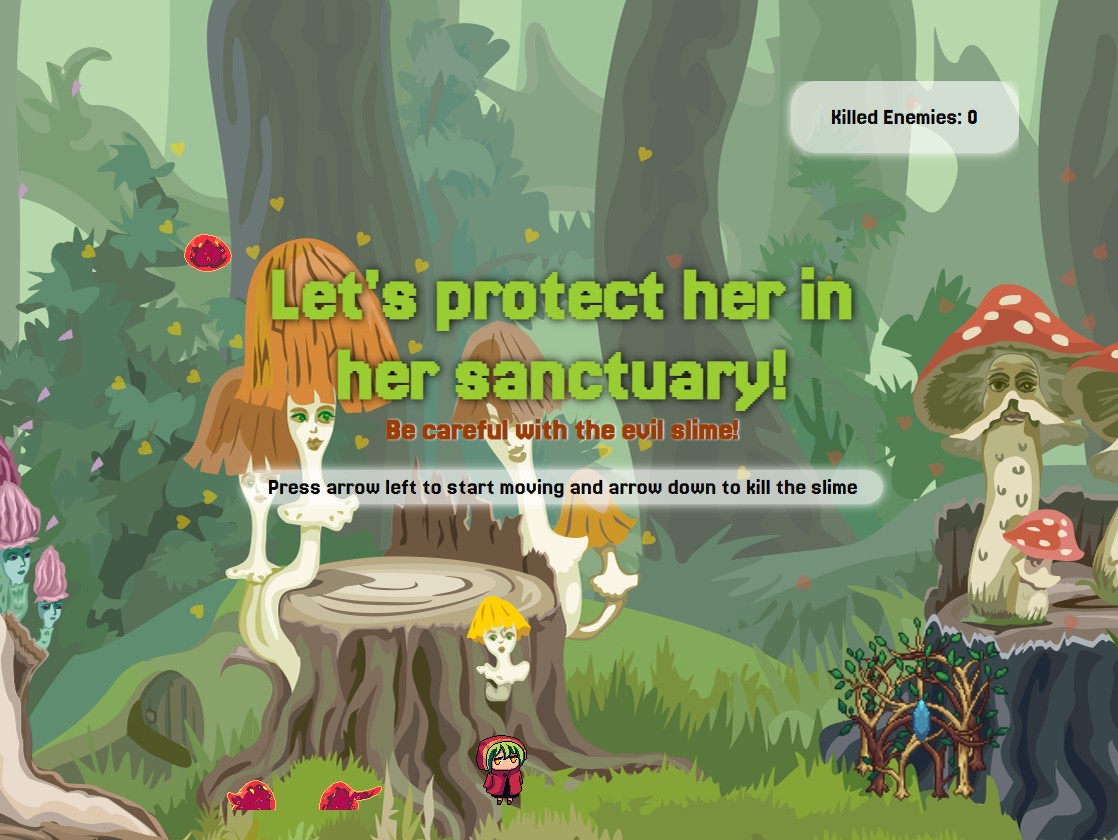 Killed Enemies: 0
Let's protect her in
her sanctuary!
Be careful with the evil slime!
Press arrow left to start moving and arrow down to kill the slime